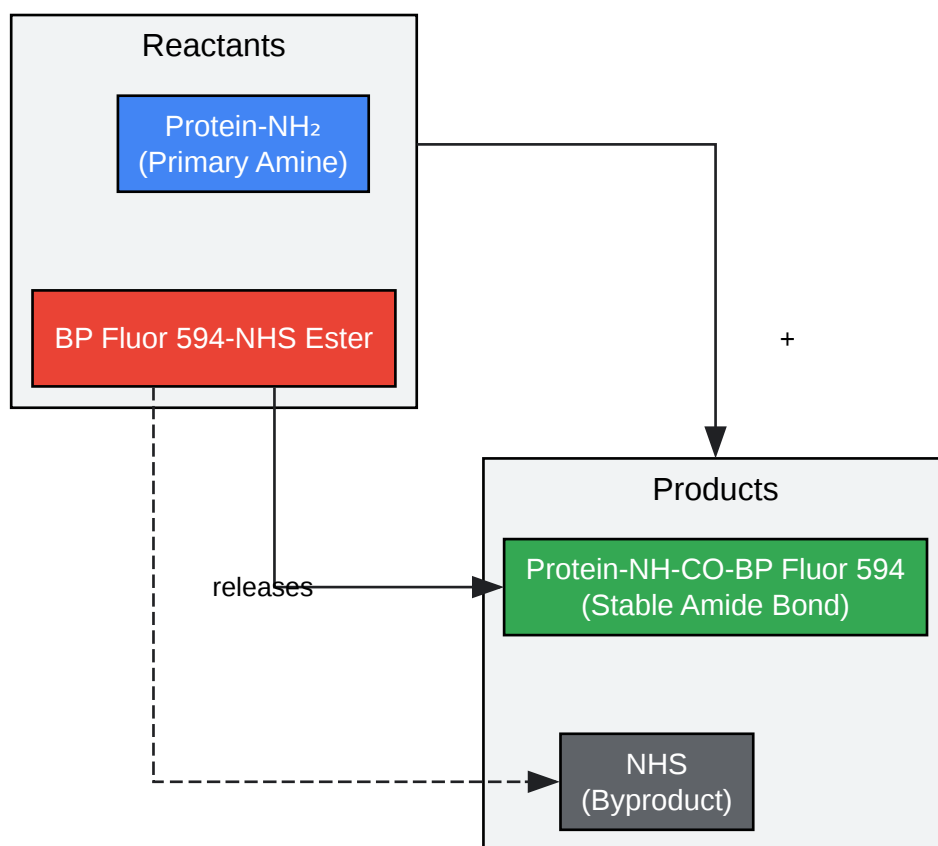 Reactants
Protein-NH₂
(Primary Amine)
BP Fluor 594-NHS Ester
+
Products
Protein-NH-CO-BP Fluor 594
(Stable Amide Bond)
releases
NHS
(Byproduct)